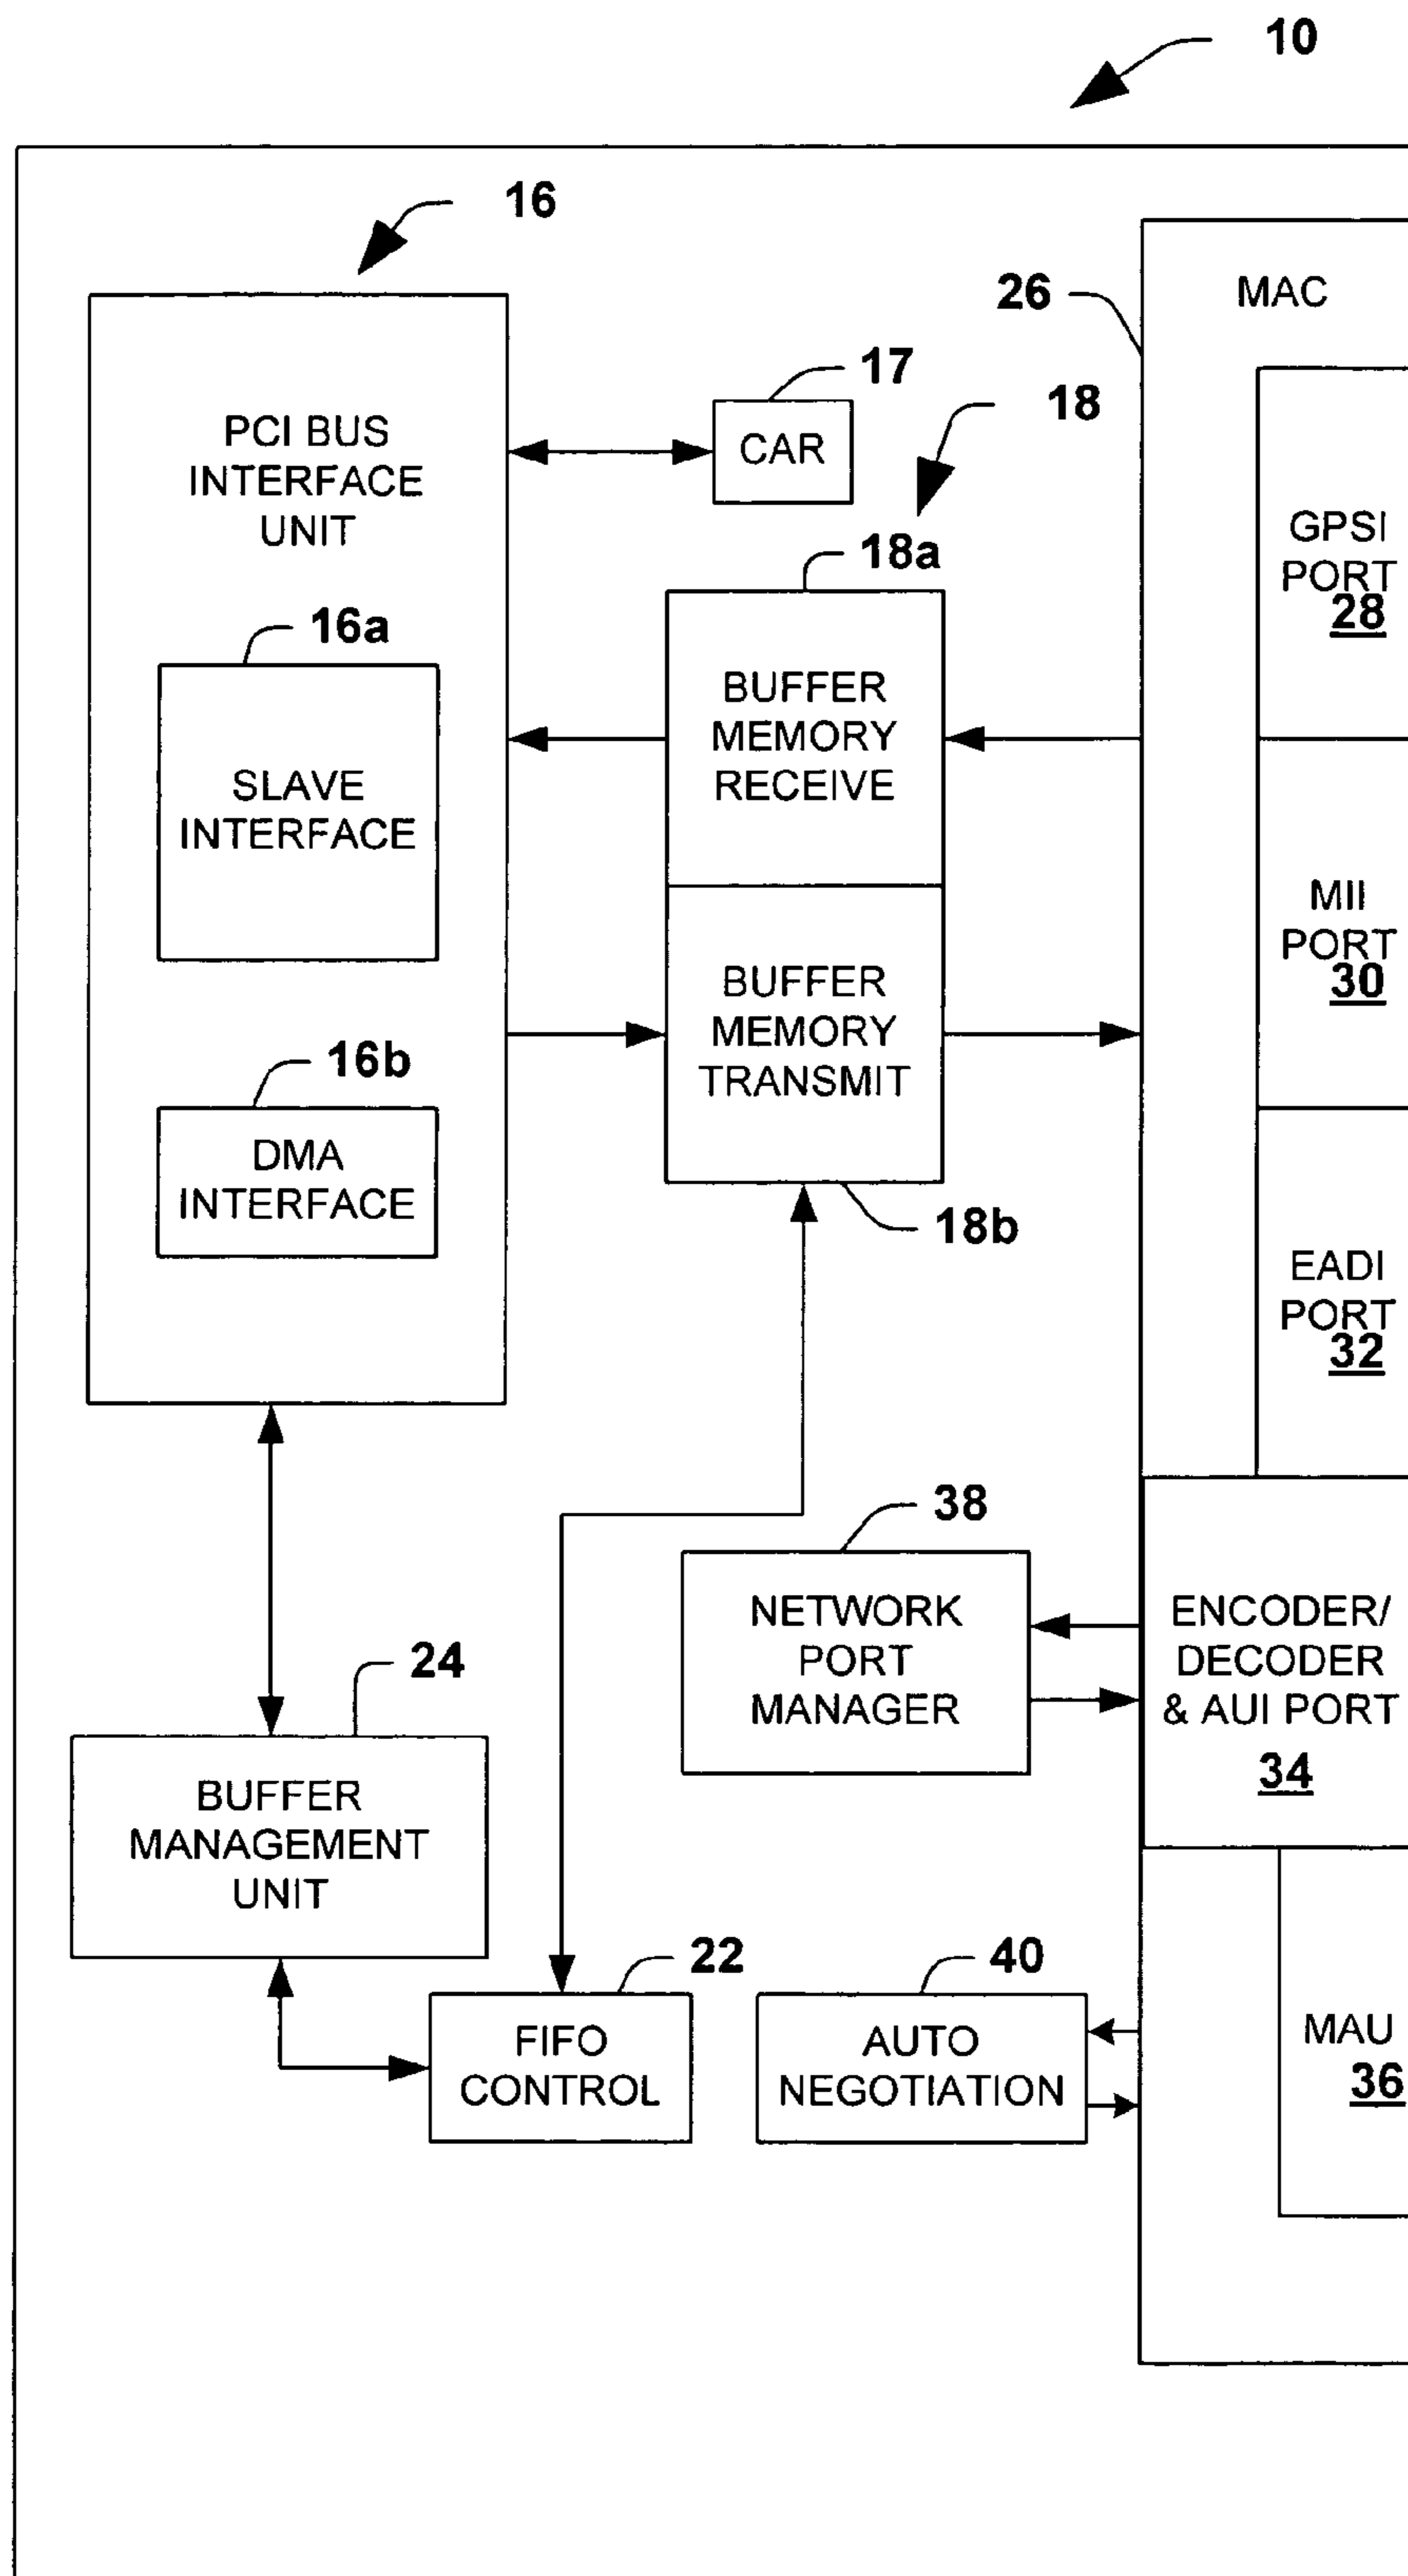 10
16
26
MAC
17
18
PCI BUS
INTERFACE
UNIT
CAR
18a
GPSI
PORT
28
16a
BUFFER
MEMORY
RECEIVE
SLAVE
INTERFACE
MII
PORT
30
BUFFER
MEMORY
TRANSMIT
16b
DMA
INTERFACE
18b
EADI
PORT
32
38
NETWORK
PORT
MANAGER
ENCODER/
DECODER
& AUI PORT
34
24
BUFFER
MANAGEMENT
UNIT
22
40
FIFO
CONTROL
AUTO
NEGOTIATION
MAU
36